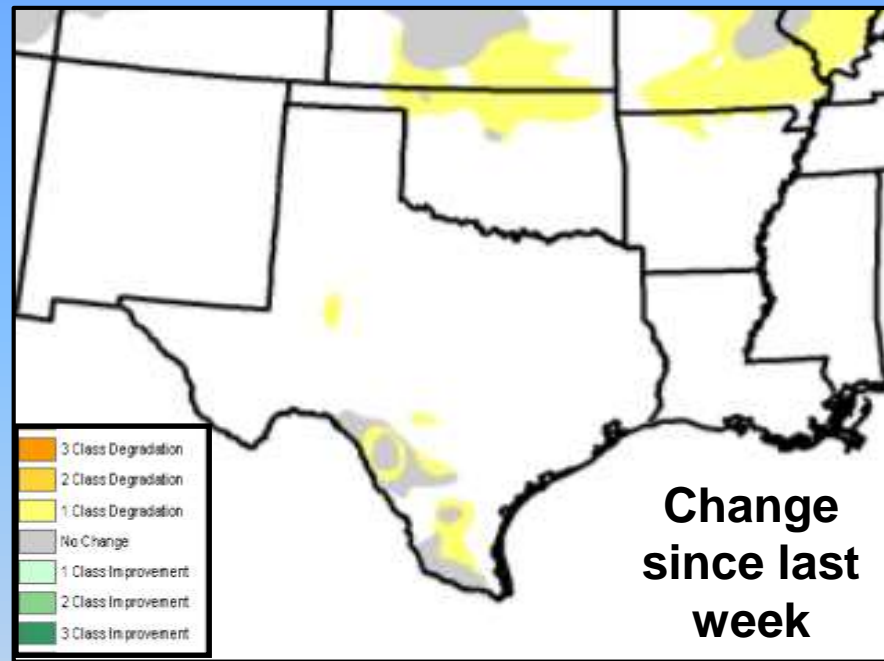 3 Class Degradation
2 Class Degradation
1 Class Degradation
No Change
1 Class Improvement
2 Class Improvement
3 Class Improvement
Change
since last
week